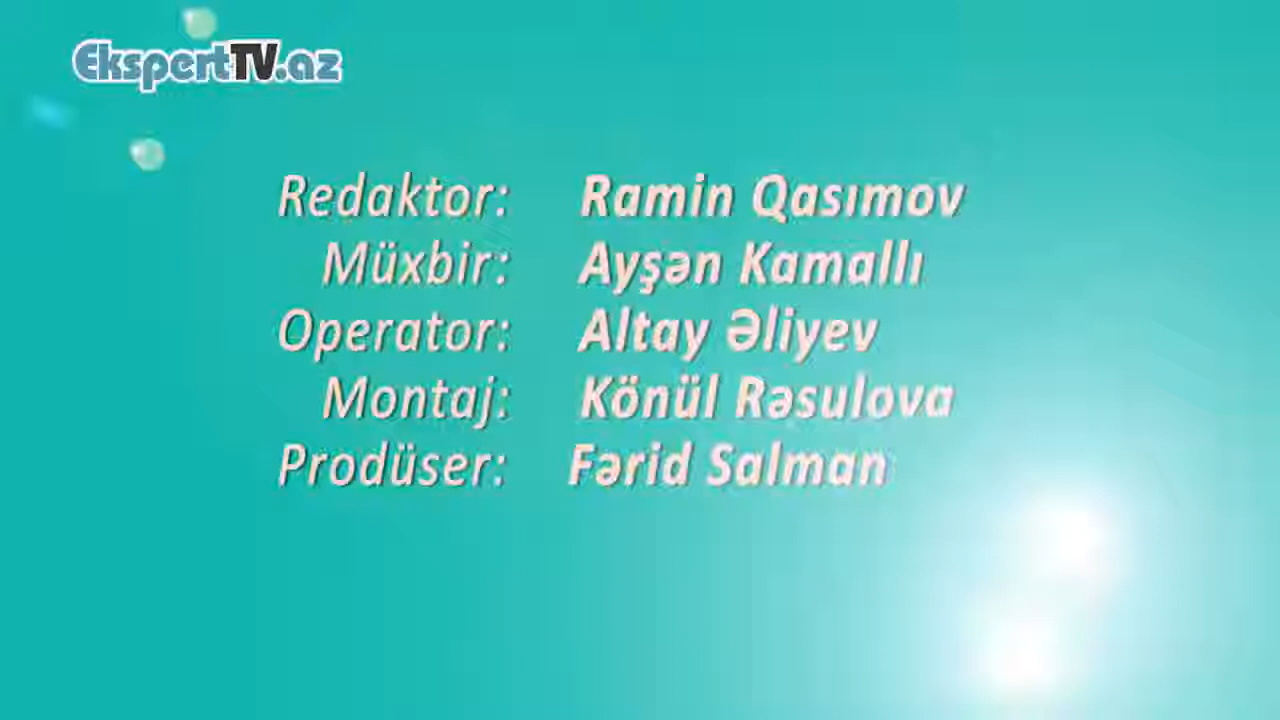 EkspertTV.az
Redaktor: Ramin Qasımov
Müxbir: Ayşən Kamallı
Operator: Altay Əliyev
Montaj: Könül Rəsulova
Prodüser: Fərid Salman